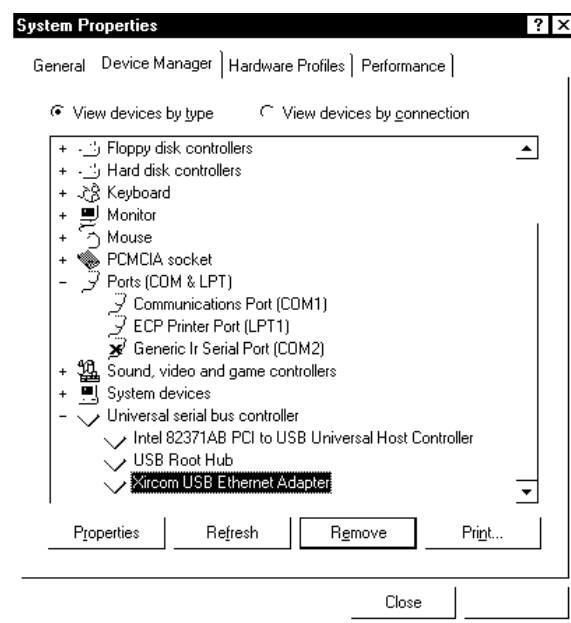 System Properties ? X
General Device Manager Hardware Profiles Performance
View devices by type View devices by connection
+ Floppy disk controllers
+ Hard disk controllers
+ Keyboard
+ Monitor
+ Mouse
+ PCMCIA socket
- Ports (COM & LPT)
Communications Port (COM1)
ECP Printer Port (LPT1)
Generic Ir Serial Port (COM2)
+ Sound, video and game controllers
+ System devices
- Universal serial bus controller
Intel 82371AB PCI to USB Universal Host Controller
USB Root Hub
Xircom USB Ethernet Adapter
Properties Refresh Remove Print...
Close